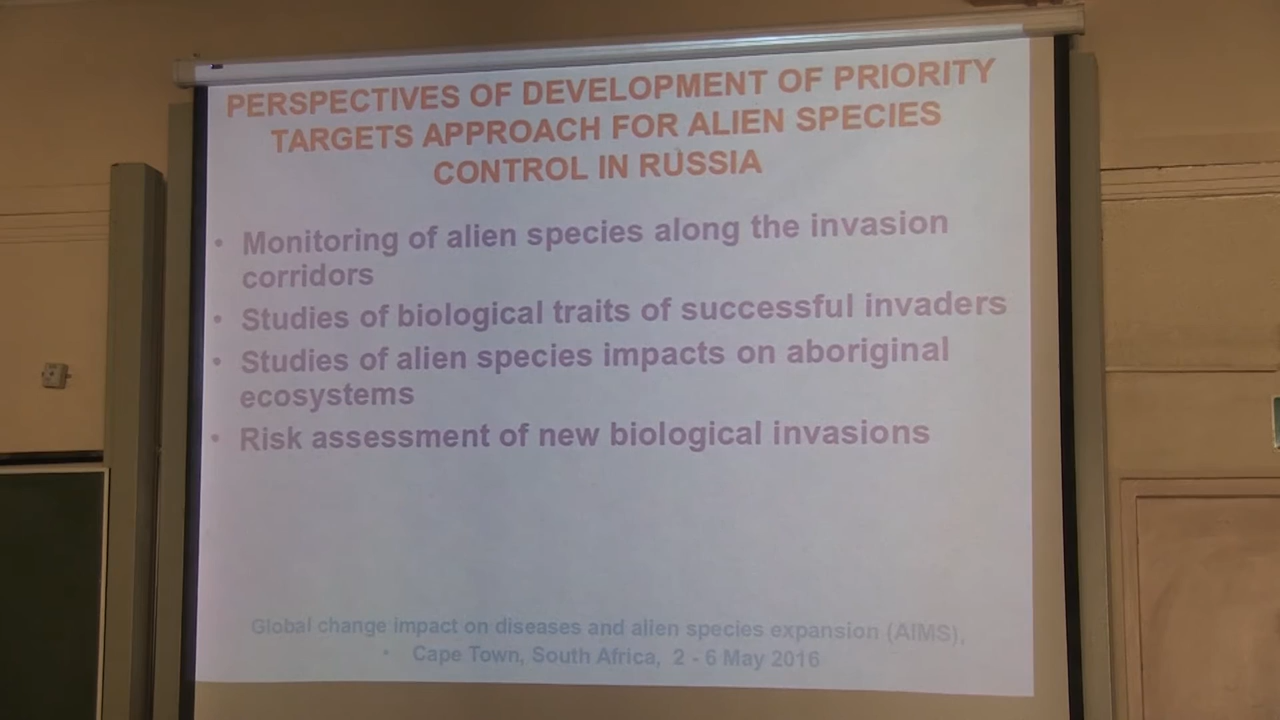 PERSPECTIVES OF DEVELOPMENT OF PRIORITY
TARGETS APPROACH FOR ALIEN SPECIES
CONTROL IN RUSSIA
• Monitoring of alien species along the invasion
corridors
• Studies of biological traits of successful invaders
• Studies of alien species impacts on aboriginal
ecosystems
• Risk assessment of new biological invasions
Global change impact on diseases and alien species expansion (AIMS),
• Cape Town, South Africa, 2 - 6 May 2016